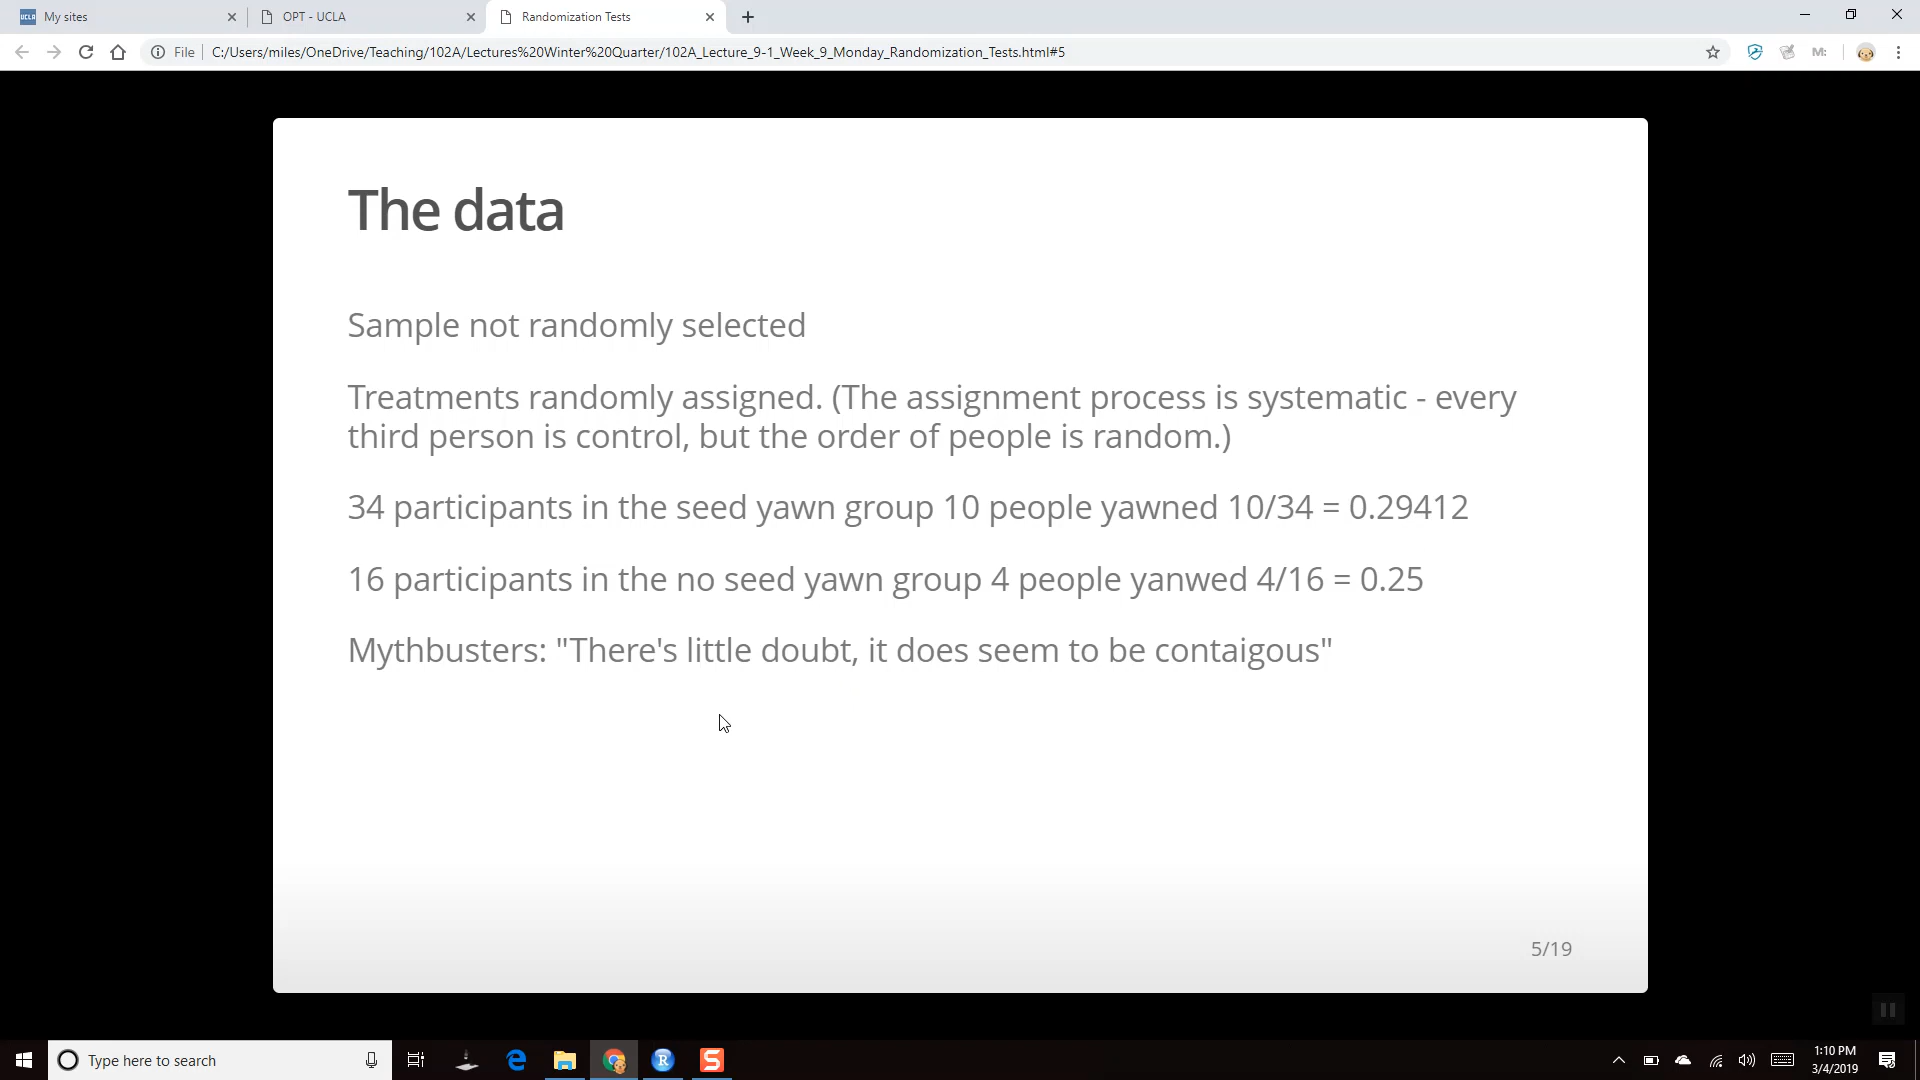 UCLA My sites
OPT - UCLA
Randomization Tests
File C:/Users/miles/OneDrive/Teaching/102A/Lectures%20Winter%20Quarter/102A_Lecture_9-1_Week_9_Monday_Randomization_Tests.html#5
M:
The data
Sample not randomly selected
Treatments randomly assigned. (The assignment process is systematic - every
third person is control, but the order of people is random.)
34 participants in the seed yawn group 10 people yawned 10/34 = 0.29412
16 participants in the no seed yawn group 4 people yanwed 4/16 = 0.25
Mythbusters: "There's little doubt, it does seem to be contaigous"
5/19
Type here to search
R
S
1:10 PM
3/4/2019